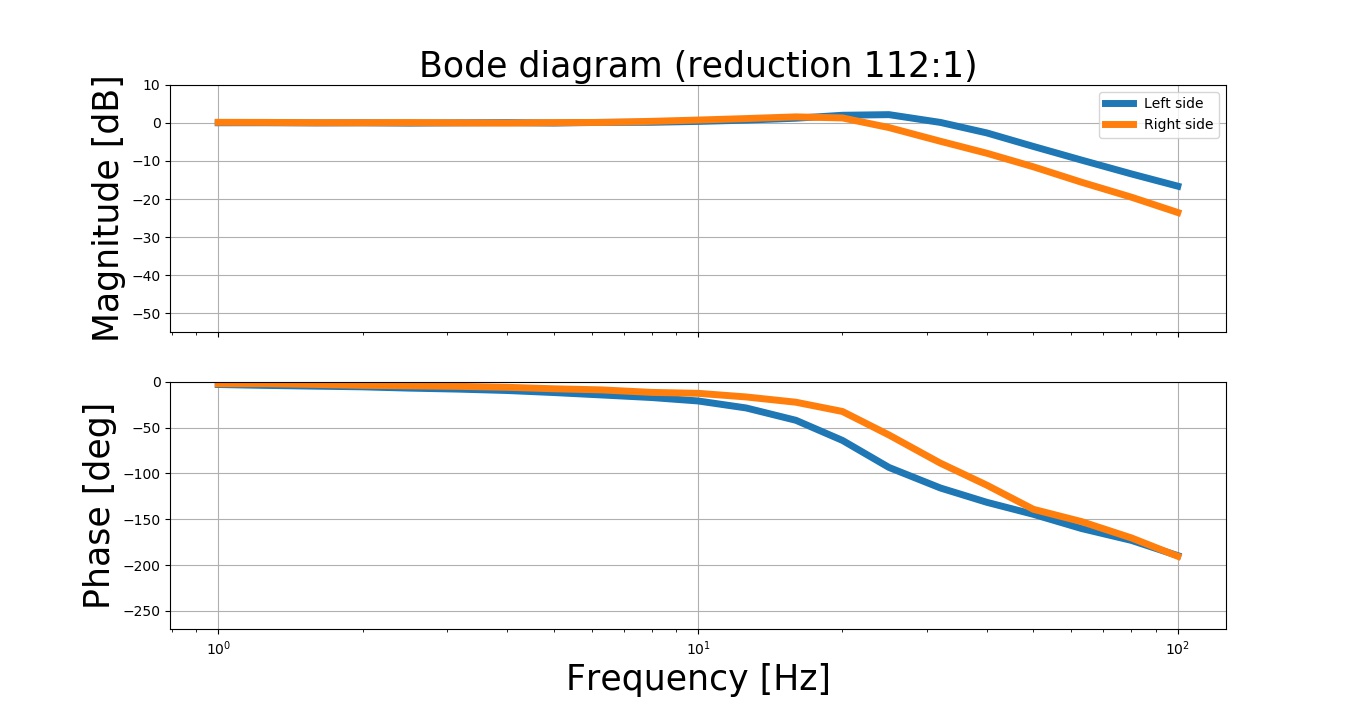 Bode diagram (reduction 112:1)
Magnitude [dB]
10
0
−10
−20
−30
−40
−50
Left side
Right side
Phase [deg]
0
−50
−100
−150
−200
−250
10⁰
10¹
10²
Frequency [Hz]